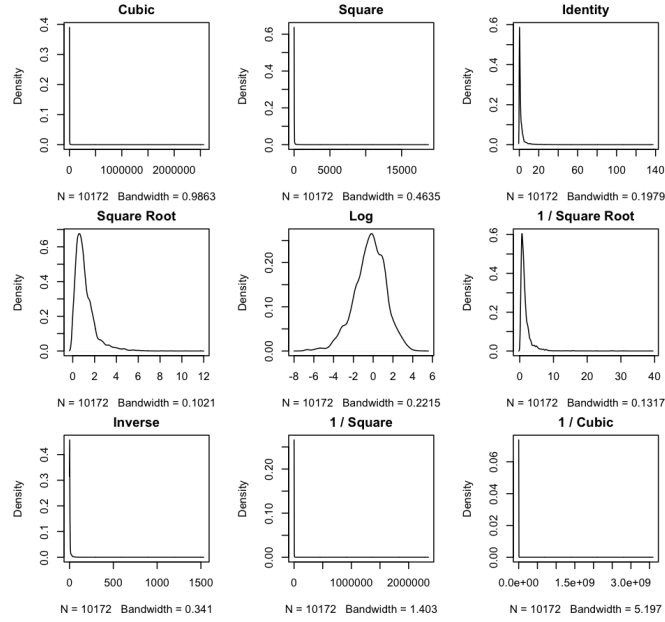 Cubic Square Identity
Density 0.0 0.1 0.2 0.3 0.4
0 1000000 2000000
N = 10172 Bandwidth = 0.9863
Density 0.0 0.2 0.4 0.6
0 5000 15000
N = 10172 Bandwidth = 0.4635
Density 0.0 0.2 0.4 0.6
0 20 60 100 140
N = 10172 Bandwidth = 0.1979
Square Root Log 1 / Square Root
Density 0.0 0.2 0.4 0.6
0 2 4 6 8 10 12
N = 10172 Bandwidth = 0.1021
Density 0.00 0.10 0.20
-8 -6 -4 -2 0 2 4 6
N = 10172 Bandwidth = 0.2215
Density 0.0 0.2 0.4 0.6
0 10 20 30 40
N = 10172 Bandwidth = 0.1317
Inverse 1 / Square 1 / Cubic
Density 0.0 0.1 0.2 0.3 0.4
0 500 1000 1500
N = 10172 Bandwidth = 0.341
Density 0.00 0.10 0.20
0 1000000 2000000
N = 10172 Bandwidth = 1.403
Density 0.00 0.02 0.04 0.06
0.0e+00 1.5e+09 3.0e+09
N = 10172 Bandwidth = 5.197